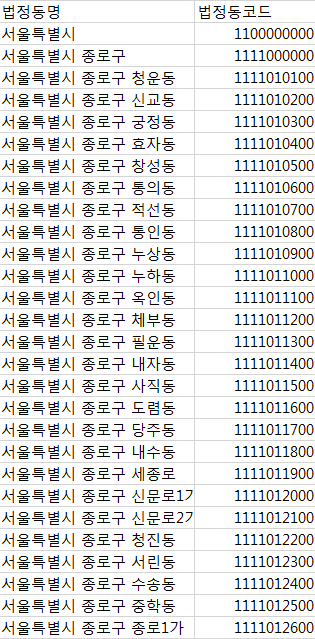 법정동명 법정동코드
서울특별시 1100000000
서울특별시 종로구 1111000000
서울특별시 종로구 청운동 1111010100
서울특별시 종로구 신교동 1111010200
서울특별시 종로구 궁정동 1111010300
서울특별시 종로구 효자동 1111010400
서울특별시 종로구 창성동 1111010500
서울특별시 종로구 통의동 1111010600
서울특별시 종로구 적선동 1111010700
서울특별시 종로구 통인동 1111010800
서울특별시 종로구 누상동 1111010900
서울특별시 종로구 누하동 1111011000
서울특별시 종로구 옥인동 1111011100
서울특별시 종로구 체부동 1111011200
서울특별시 종로구 필운동 1111011300
서울특별시 종로구 내자동 1111011400
서울특별시 종로구 사직동 1111011500
서울특별시 종로구 도렴동 1111011600
서울특별시 종로구 당주동 1111011700
서울특별시 종로구 내수동 1111011800
서울특별시 종로구 세종로 1111011900
서울특별시 종로구 신문로1가 1111012000
서울특별시 종로구 신문로2가 1111012100
서울특별시 종로구 청진동 1111012200
서울특별시 종로구 서린동 1111012300
서울특별시 종로구 수송동 1111012400
서울특별시 종로구 중학동 1111012500
서울특별시 종로구 종로1가 1111012600